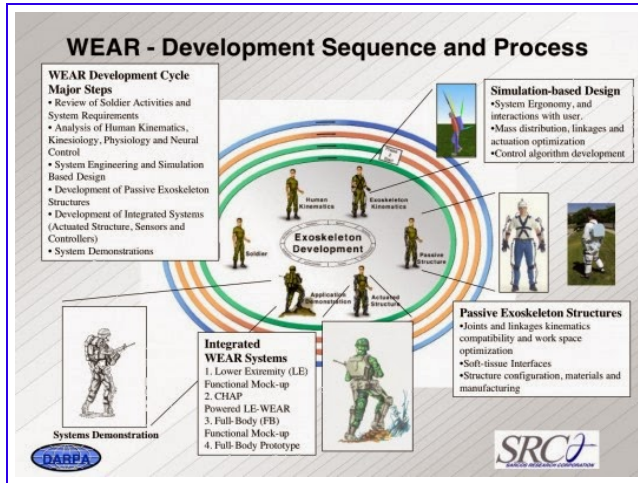 WEAR - Development Sequence and Process
WEAR Development Cycle
Major Steps
• Review of Soldier Activities and
System Requirements
• Analysis of Human Kinematics,
Kinesiology, Physiology and Neural
Control
• System Engineering and Simulation
Based Design
• Development of Passive Exoskeleton
Structures
• Development of Integrated Systems
(Actuated Structure, Sensors and
Controllers)
• System Demonstrations
Simulation-based Design
•System Ergonomy, and
interactions with user.
•Mass distribution, linkages and
actuation optimization
•Control algorithm development
Human
Kinematics
Exoskeleton
Kinematics
Exoskeleton
Development
Soldier
Passive
Structure
Application
Demonstration
Actuated
Structure
Passive Exoskeleton Structures
•Joints and linkages kinematics
compatibility and work space
optimization
•Soft-tissue Interfaces
•Structure configuration, materials and
manufacturing
Integrated
WEAR Systems
1. Lower Exuremity (LE)
Functional Mock-up
2. CHAP
Powered LE-WEAR
3. Full-Body (FB)
Functional Mock-up
4. Full-Body Prototype
Systems Demonstration
DARPA
SRC
SARCOS RESEARCH CORPORATION